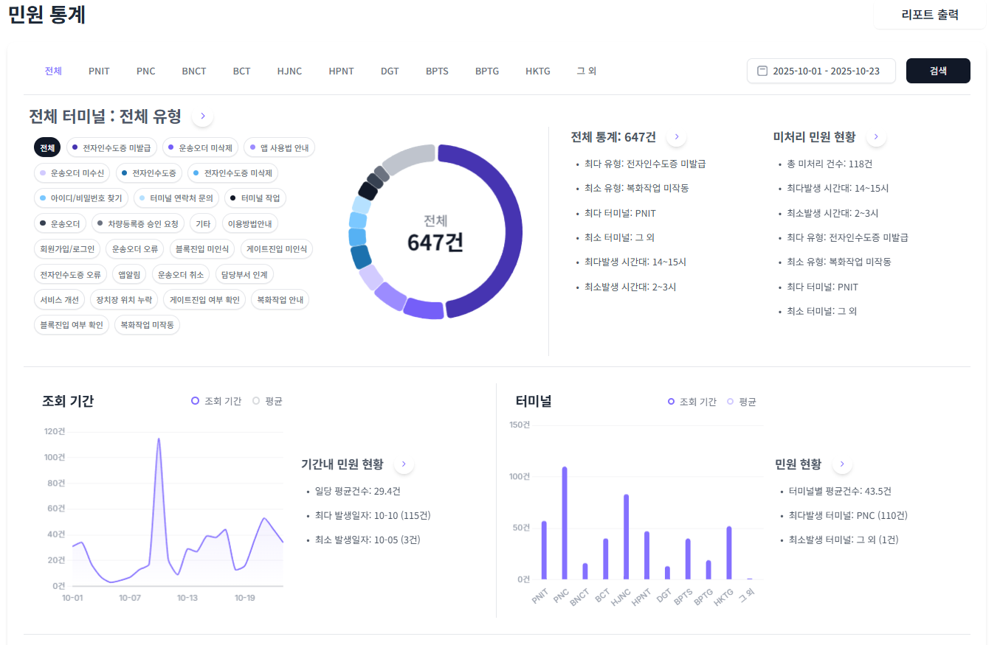 민원 통계
리포트 출력
전체 PNIT PNC BNCT BCT HJNC HPNT DGT BPTS BPTG HKTG 그 외
2025-10-01 - 2025-10-23 검색
전체 터미널 : 전체 유형
전체 전자인수도증 미발급 운송오더 미삭제 앱 사용법 안내
운송오더 미수신 전자인수도증 전자인수도증 미삭제
아이디/비밀번호 찾기 터미널 연락처 문의 터미널 작업
운송오더 차량등록증 승인 요청 기타 이용방법안내
회원가입/로그인 운송오더 오류 블록진입 미인식 게이트진입 미인식
전자인수도증 오류 앱알림 운송오더 취소 담당부서 인계
서비스 개선 장치장 위치 누락 게이트진입 여부 확인 복화작업 안내
블록진입 여부 확인 복화작업 미작동
전체
647건
전체 통계: 647건
• 최다 유형: 전자인수도증 미발급
• 최소 유형: 복화작업 미작동
• 최다 터미널: PNIT
• 최소 터미널: 그 외
• 최다발생 시간대: 14~15시
• 최소발생 시간대: 2~3시
미처리 민원 현황
• 총 미처리 건수: 118건
• 최다발생 시간대: 14~15시
• 최소발생 시간대: 2~3시
• 최다 유형: 전자인수도증 미발급
• 최소 유형: 복화작업 미작동
• 최다 터미널: PNIT
• 최소 터미널: 그 외
조회 기간
조회 기간 평균
120건
100건
80건
60건
40건
20건
0건
10-01 10-07 10-13 10-19
기간내 민원 현황
• 일당 평균건수: 29.4건
• 최다 발생일자: 10-10 (115건)
• 최소 발생일자: 10-05 (3건)
터미널
조회 기간 평균
150건
100건
50건
0건
PNIT PNC BNCT BCT HJNC HPNT DGT BPTS BPTG HKTG 그 외
민원 현황
• 터미널별 평균건수: 43.5건
• 최다발생 터미널: PNC (110건)
• 최소발생 터미널: 그 외 (1건)